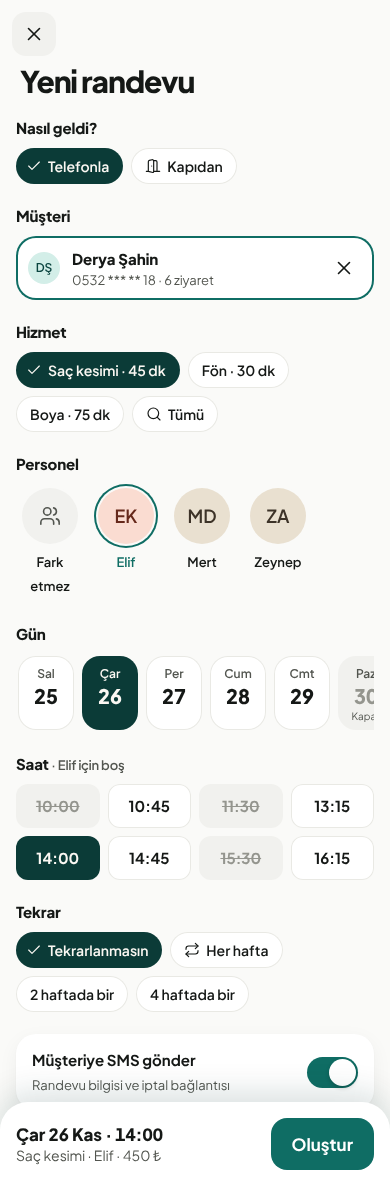 Yeni randevu
Nasıl geldi?
Telefonla
Kapıdan
Müşteri
DŞ
Derya Şahin
0532 *** ** 18 · 6 ziyaret
Hizmet
Saç kesimi · 45 dk
Fön · 30 dk
Boya · 75 dk
Tümü
Personel
EK
MD
ZA
Fark
etmez
Elif
Mert
Zeynep
Gün
Sal
25
Çar
26
Per
27
Cum
28
Cmt
29
Paz
30
Saat · Elif için boş
10:00
10:45
11:30
13:15
14:00
14:45
15:30
16:15
Tekrar
Tekrarlanmasın
Her hafta
2 haftada bir
4 haftada bir
Müşteriye SMS gönder
Randevu bilgisi ve iptal bağlantısı
Çar 26 Kas · 14:00
Saç kesimi · Elif · 450 ₺
Oluştur